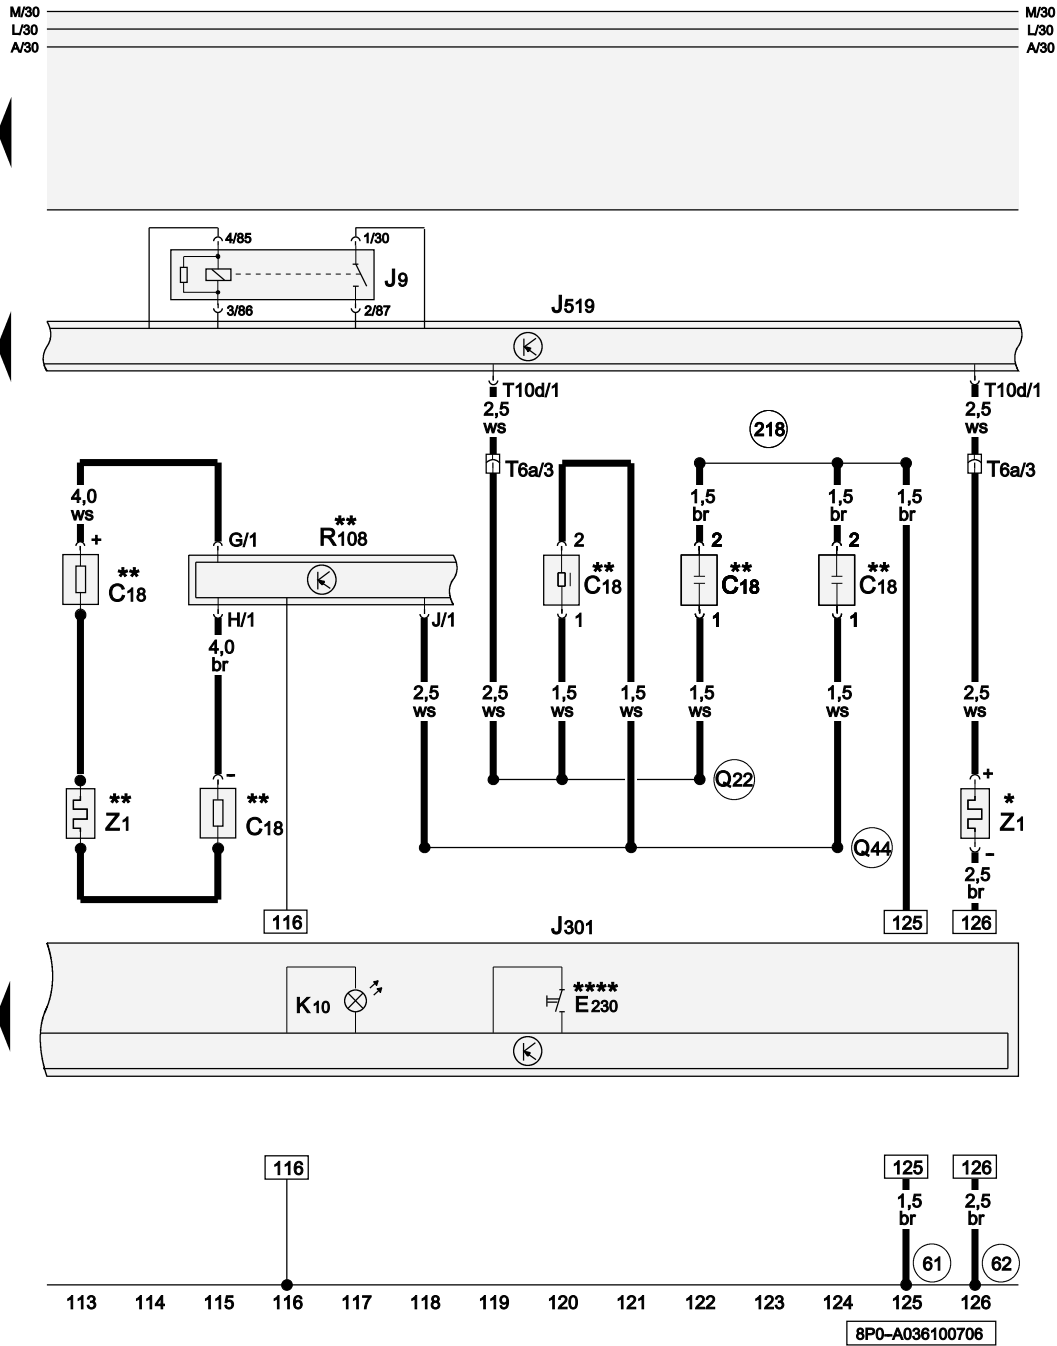 M/30 M/30
L/30 L/30
A/30 A/30
4/85 1/30
J9
3/86 2/87
J519
T10d/1 T10d/1
2,5 2,5
ws ws
218
T6a/3 T6a/3
4,0 1,5 1,5 1,5
ws br br br
**
+ G/1 R108 2 2 2
** ** ** **
C18 C18 C18 C18
H/1 J/1 1 1 1
4,0
br
2,5 2,5 1,5 1,5 1,5 1,5 2,5
ws ws ws ws ws ws ws
- Q22 +
** ** *
Z1 C18 Z1
Q44 -
2,5
br
116 J301 125 126
****
K10 E230
116 125 126
1,5 2,5
br br
61 62
113 114 115 116 117 118 119 120 121 122 123 124 125 126
8P0-A036100706